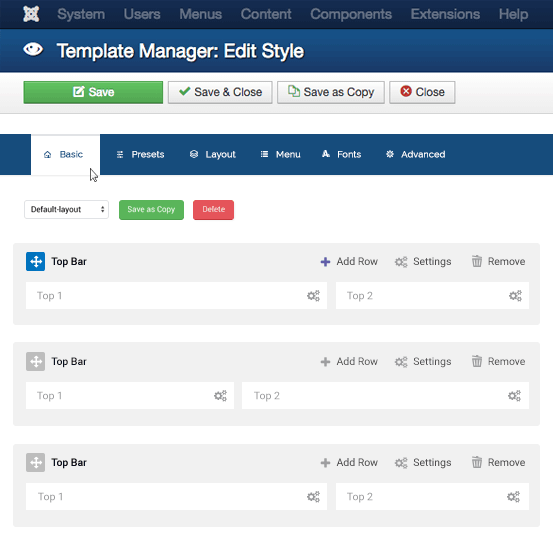 System Users Menus Content Components Extensions Help
Template Manager: Edit Style
Save Save & Close Save as Copy Close
Basic Presets Layout Menu Fonts Advanced
Default-layout Save as Copy Delete
Top Bar Add Row Settings Remove
Top 1 Top 2
Top Bar Add Row Settings Remove
Top 1 Top 2
Top Bar Add Row Settings Remove
Top 1 Top 2